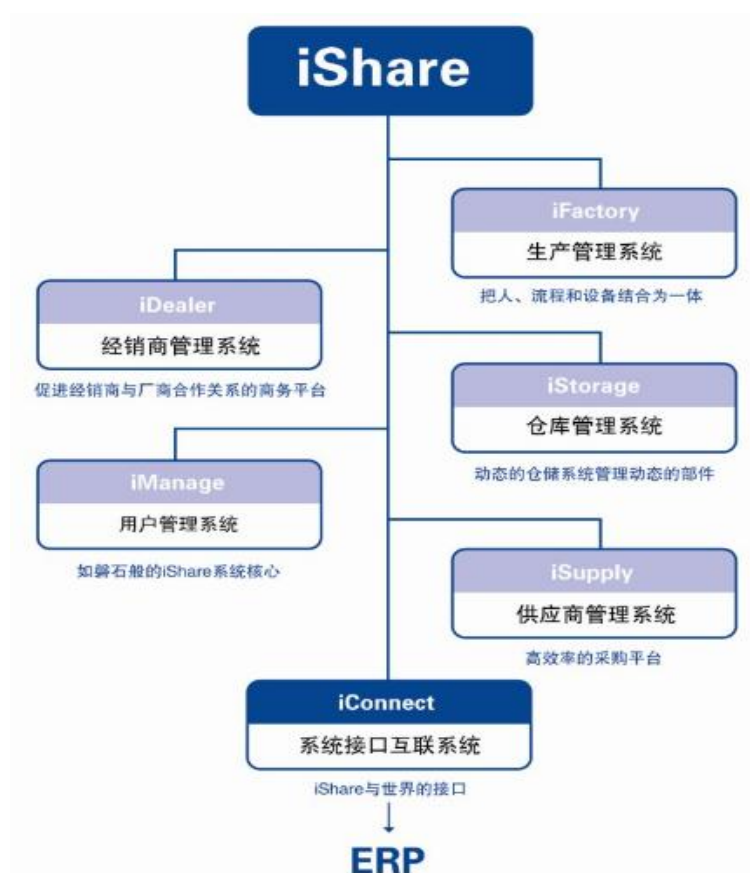 iShare
iFactory
生产管理系统
把人、流程和设备结合为一体
iDealer
经销商管理系统
促进经销商与厂商合作关系的商务平台
iStorage
仓库管理系统
动态的仓储系统管理动态的部件
iManage
用户管理系统
如磐石般的iShare系统核心
iSupply
供应商管理系统
高效率的采购平台
iConnect
系统接口互联系统
iShare与世界的接口
ERP